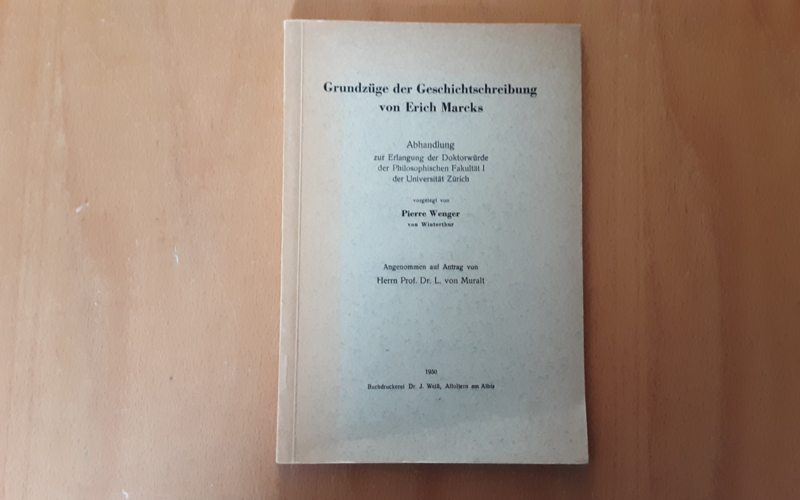 Grundzüge der Geschichtschreibung
von Erich Marcks
Abhandlung
zur Erlangung der Doktorwürde
der Philosophischen Fakultät I
der Universität Zürich
vorgelegt von
Pierre Wenger
von Winterthur
Angenommen auf Antrag von
Herrn Prof. Dr. L. von Muralt
1950
Buchdruckerei Dr. J. Weiß, Affoltern am Albis